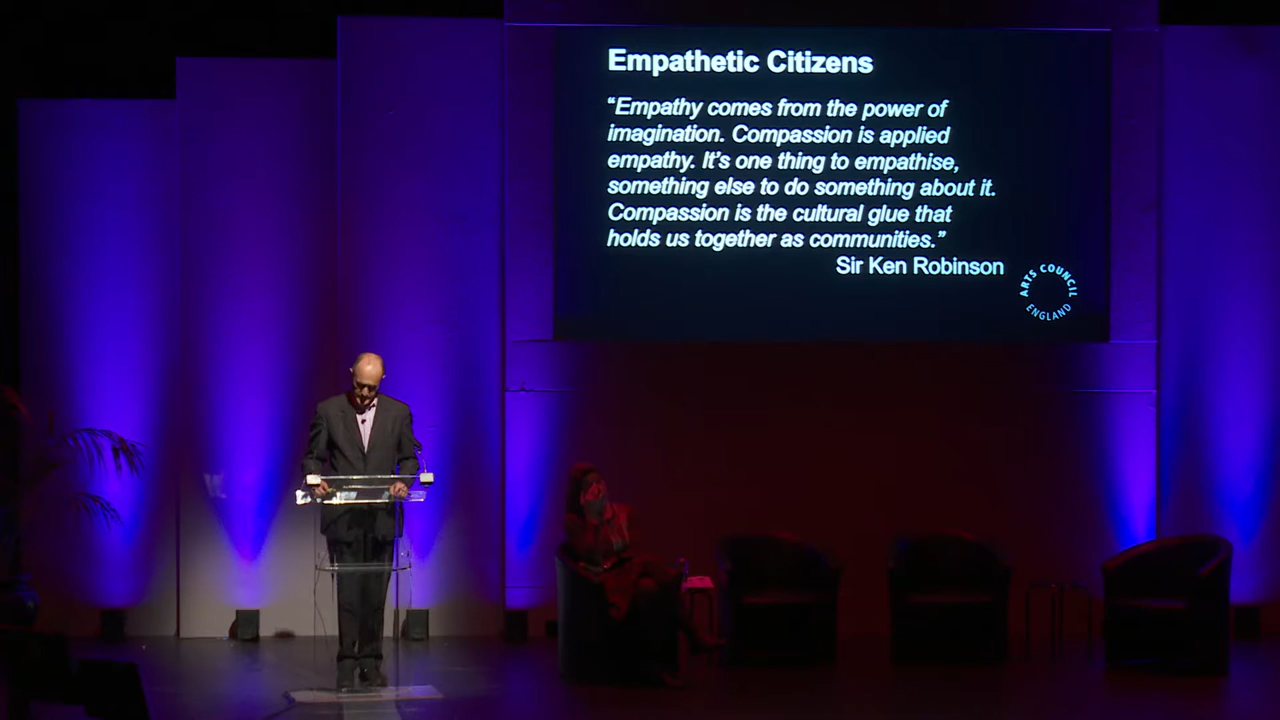 Empathetic Citizens
“Empathy comes from the power of
imagination. Compassion is applied
empathy. It’s one thing to empathise,
something else to do something about it.
Compassion is the cultural glue that
holds us together as communities.”
Sir Ken Robinson
ARTS COUNCIL
ENGLAND